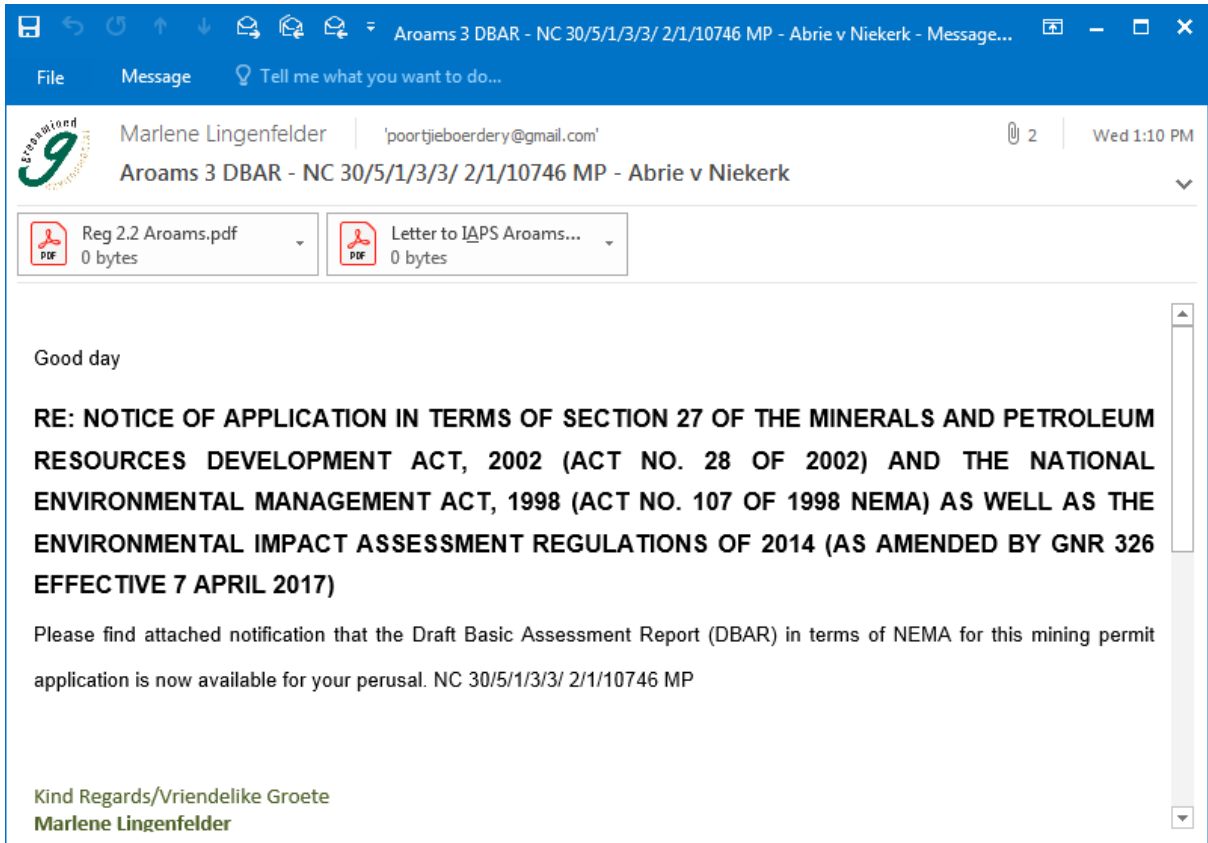 Aroams 3 DBAR - NC 30/5/1/3/3/ 2/1/10746 MP - Abrie v Niekerk - Message...
File Message Tell me what you want to do...
Marlene Lingenfelder 'poortjieboerdery@gmail.com' 2 Wed 1:10 PM
Aroams 3 DBAR - NC 30/5/1/3/3/ 2/1/10746 MP - Abrie v Niekerk
Reg 2.2 Aroams.pdf Letter to IAPS Aroams...
PDF 0 bytes PDF 0 bytes
Good day
RE: NOTICE OF APPLICATION IN TERMS OF SECTION 27 OF THE MINERALS AND PETROLEUM
RESOURCES DEVELOPMENT ACT, 2002 (ACT NO. 28 OF 2002) AND THE NATIONAL
ENVIRONMENTAL MANAGEMENT ACT, 1998 (ACT NO. 107 OF 1998 NEMA) AS WELL AS THE
ENVIRONMENTAL IMPACT ASSESSMENT REGULATIONS OF 2014 (AS AMENDED BY GNR 326
EFFECTIVE 7 APRIL 2017)
Please find attached notification that the Draft Basic Assessment Report (DBAR) in terms of NEMA for this mining permit
application is now available for your perusal. NC 30/5/1/3/3/ 2/1/10746 MP
Kind Regards/Vriendelike Groete
Marlene Lingenfelder